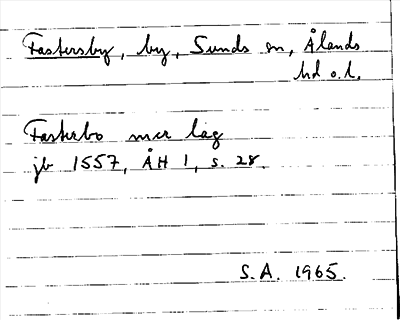 Fastersby, by, Sunds sn, Ålands
hd o. l.
Fasterbo mcr låg
jb 1557, ÅH 1, s. 28.
S.A. 1965.